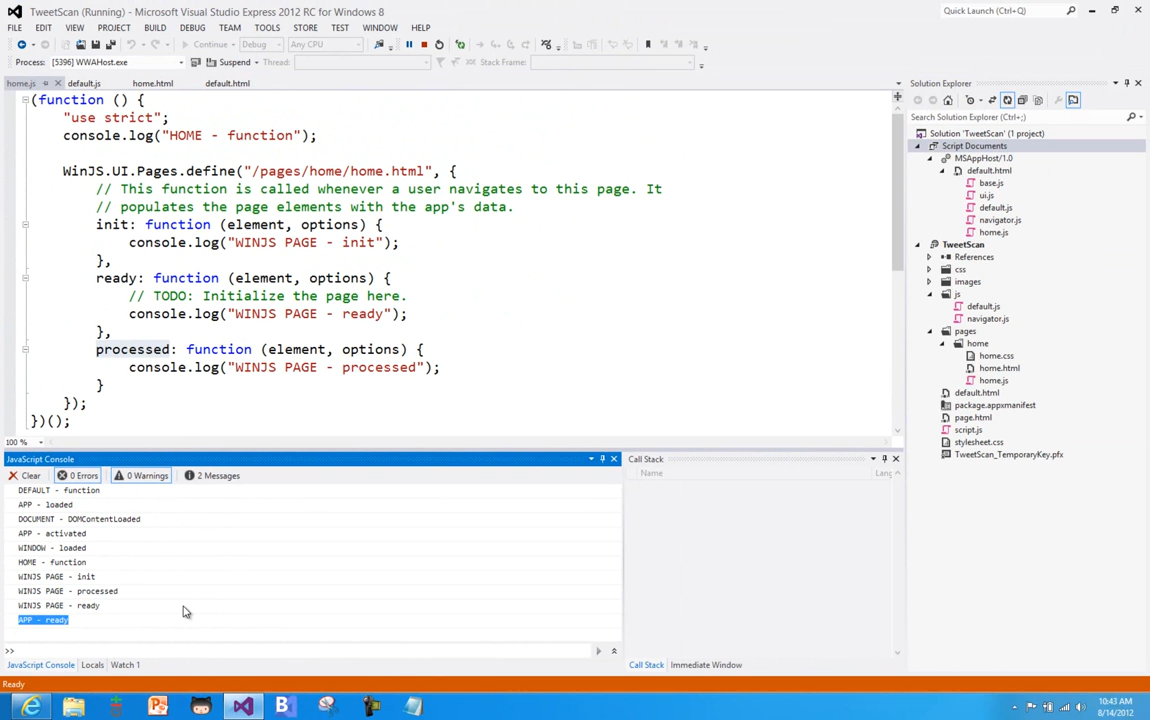 TweetScan (Running) - Microsoft Visual Studio Express 2012 RC for Windows 8
Quick Launch (Ctrl+Q)
FILE EDIT VIEW PROJECT BUILD DEBUG TEAM TOOLS STORE TEST WINDOW HELP
Continue Debug Any CPU
Process: [5396] WWAHost.exe Suspend Thread: Stack Frame:
home.js default.js home.html default.html
(function () {
"use strict";
console.log("HOME - function");
WinJS.UI.Pages.define("/pages/home/home.html", {
// This function is called whenever a user navigates to this page. It
// populates the page elements with the app's data.
init: function (element, options) {
console.log("WINJS PAGE - init");
},
ready: function (element, options) {
// TODO: Initialize the page here.
console.log("WINJS PAGE - ready");
},
processed: function (element, options) {
console.log("WINJS PAGE - processed");
}
});
})();
100 %
Solution Explorer
Search Solution Explorer (Ctrl+;)
Solution 'TweetScan' (1 project)
Script Documents
MSAppHost/1.0
default.html
base.js
ui.js
default.js
navigator.js
home.js
TweetScan
References
css
images
js
default.js
navigator.js
pages
home
home.css
home.html
home.js
default.html
package.appxmanifest
page.html
script.js
stylesheet.css
TweetScan_TemporaryKey.pfx
JavaScript Console
Clear 0 Errors 0 Warnings 2 Messages
DEFAULT - function
APP - loaded
DOCUMENT - DOMContentLoaded
APP - activated
WINDOW - loaded
HOME - function
WINJS PAGE - init
WINJS PAGE - processed
WINJS PAGE - ready
APP - ready
>>
JavaScript Console Locals Watch 1
Call Stack
Name Lang
Call Stack Immediate Window
Ready
10:43 AM
8/14/2012